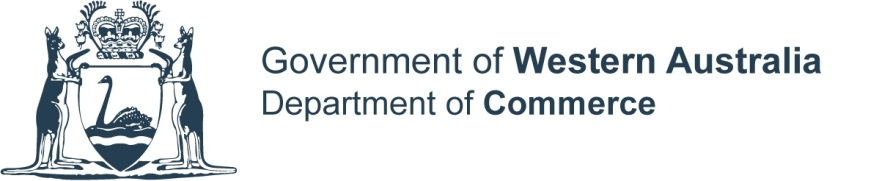 Government of Western Australia
Department of Commerce